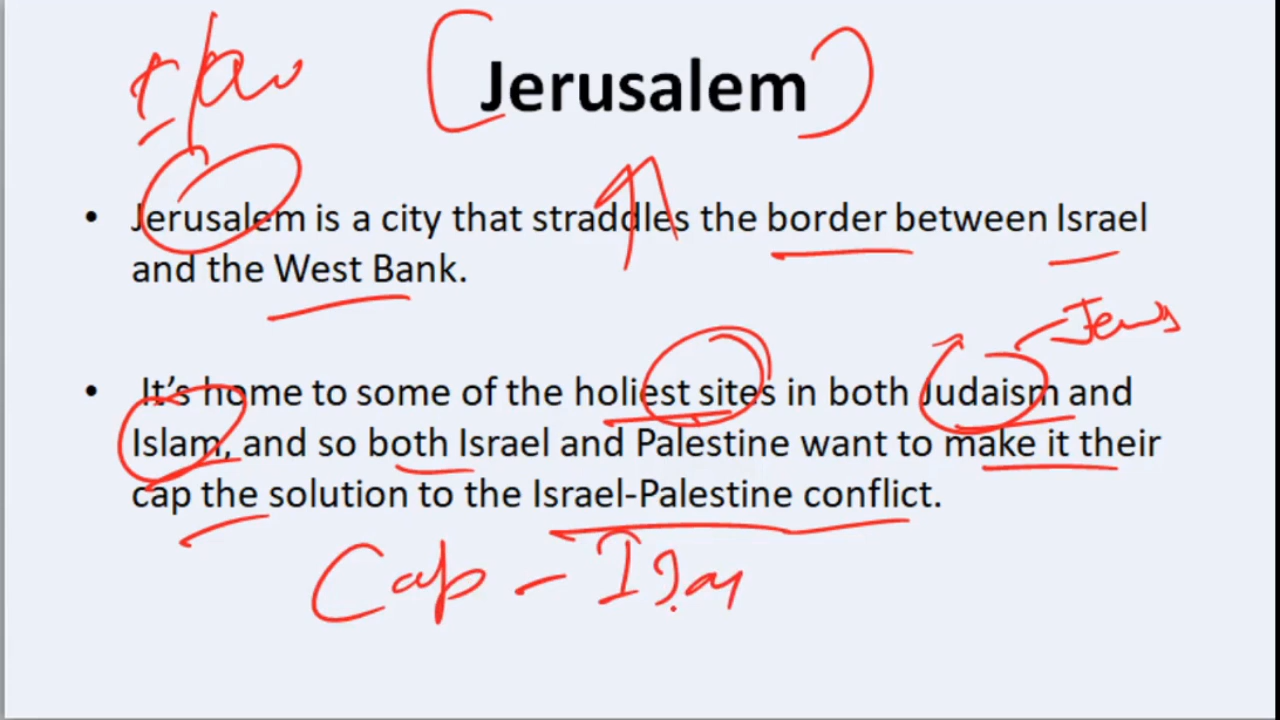 Jerusalem
• Jerusalem is a city that straddles the border between Israel
and the West Bank.
Jews
• It’s home to some of the holiest sites in both Judaism and
Islam, and so both Israel and Palestine want to make it their
cap the solution to the Israel-Palestine conflict.
Cap -